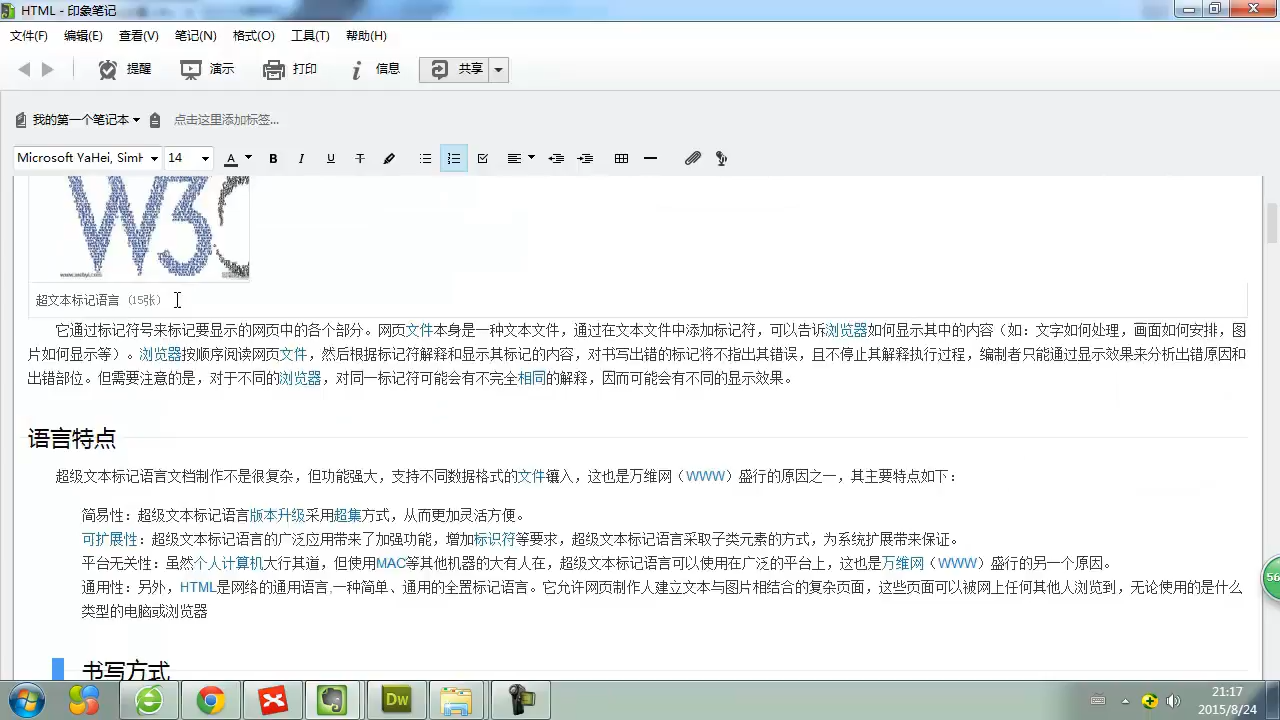 HTML - 印象笔记
文件(F) 编辑(E) 查看(V) 笔记(N) 格式(O) 工具(T) 帮助(H)
提醒 演示 打印 信息 共享
我的第一个笔记本 点击这里添加标签...
Microsoft YaHei, SimH 14 A B I U T
W3C
超文本标记语言 （15张）
它通过标记符号来标记要显示的网页中的各个部分。网页文件本身是一种文本文件，通过在文本文件中添加标记符，可以告诉浏览器如何显示其中的内容（如：文字如何处理，画面如何安排，图
片如何显示等）。浏览器按顺序阅读网页文件，然后根据标记符解释和显示其标记的内容，对书写出错的标记将不指出其错误，且不停止其解释执行过程，编制者只能通过显示效果来分析出错原因和
出错部位。但需要注意的是，对于不同的浏览器，对同一标记符可能会有不完全相同的解释，因而可能会有不同的显示效果。
语言特点
超级文本标记语言文档制作不是很复杂，但功能强大，支持不同数据格式的文件镶入，这也是万维网（WWW）盛行的原因之一，其主要特点如下：
简易性：超级文本标记语言版本升级采用超集方式，从而更加灵活方便。
可扩展性：超级文本标记语言的广泛应用带来了加强功能，增加标识符等要求，超级文本标记语言采取子类元素的方式，为系统扩展带来保证。
平台无关性：虽然个人计算机大行其道，但使用MAC等其他机器的大有人在，超级文本标记语言可以使用在广泛的平台上，这也是万维网（WWW）盛行的另一个原因。
通用性：另外，HTML是网络的通用语言,一种简单、通用的全置标记语言。它允许网页制作人建立文本与图片相结合的复杂页面，这些页面可以被网上任何其他人浏览到，无论使用的是什么
类型的电脑或浏览器
56
书写方式
Dw
21:17
2015/8/24